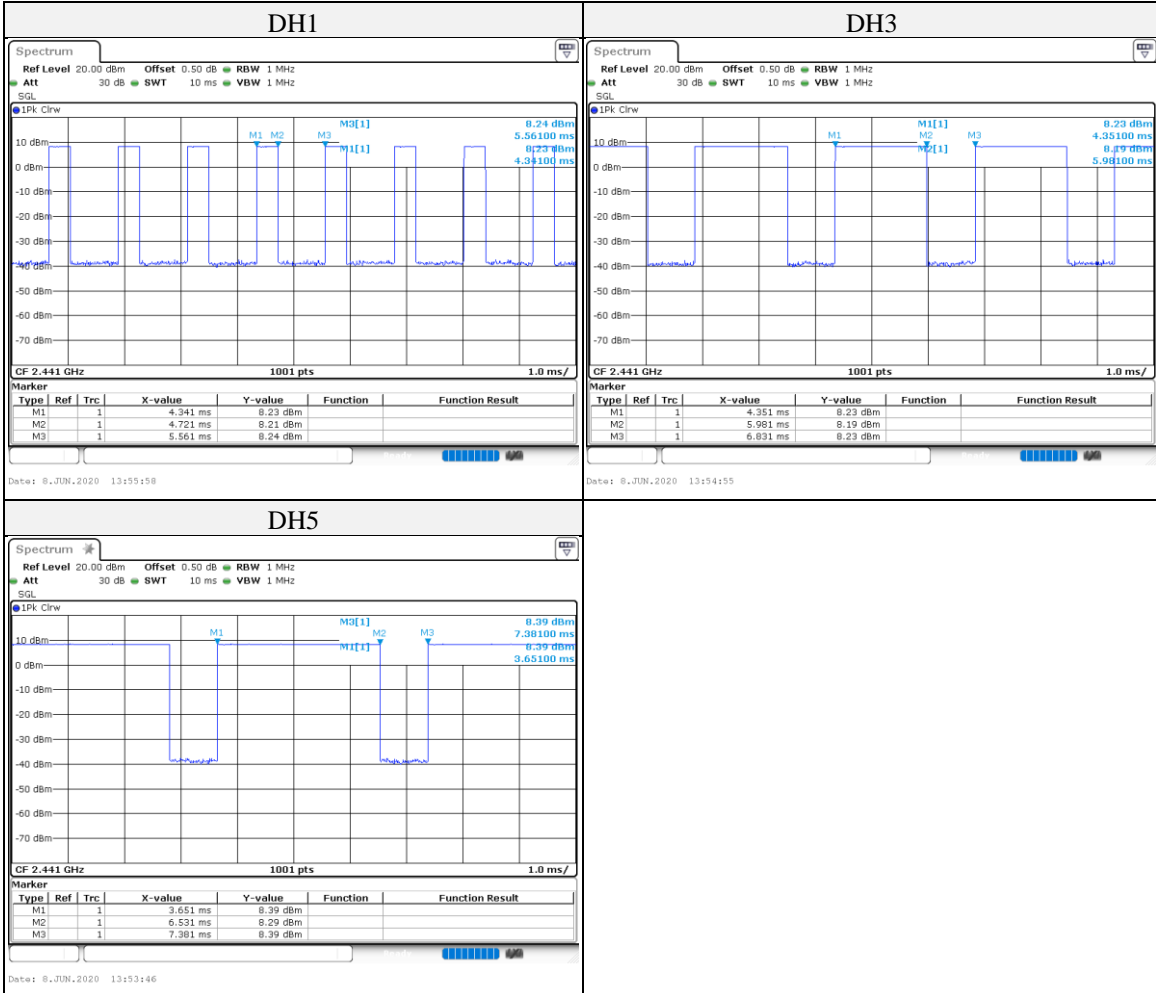 DH1
Spectrum
Ref Level 20.00 dBm Offset 0.50 dB RBW 1 MHz
Att 30 dB SWT 10 ms VBW 1 MHz
SGL
1Pk Clrw
M3[1] 8.24 dBm
5.56100 ms
M1[1] 8.23 dBm
4.34100 ms
M1 M2 M3
10 dBm
0 dBm
-10 dBm
-20 dBm
-30 dBm
-40 dBm
-50 dBm
-60 dBm
-70 dBm
CF 2.441 GHz 1001 pts 1.0 ms/
Marker
Type Ref Trc X-value Y-value Function Function Result
M1 1 4.341 ms 8.23 dBm
M2 1 4.721 ms 8.21 dBm
M3 1 5.561 ms 8.24 dBm
Ready
Date: 8.JUN.2020 13:55:58
DH3
Spectrum
Ref Level 20.00 dBm Offset 0.50 dB RBW 1 MHz
Att 30 dB SWT 10 ms VBW 1 MHz
SGL
1Pk Clrw
M1[1] 8.23 dBm
4.35100 ms
M2[1] 8.19 dBm
5.98100 ms
M1 M2 M3
10 dBm
0 dBm
-10 dBm
-20 dBm
-30 dBm
-40 dBm
-50 dBm
-60 dBm
-70 dBm
CF 2.441 GHz 1001 pts 1.0 ms/
Marker
Type Ref Trc X-value Y-value Function Function Result
M1 1 4.351 ms 8.23 dBm
M2 1 5.981 ms 8.19 dBm
M3 1 6.831 ms 8.23 dBm
Ready
Date: 8.JUN.2020 13:54:55
DH5
Spectrum
Ref Level 20.00 dBm Offset 0.50 dB RBW 1 MHz
Att 30 dB SWT 10 ms VBW 1 MHz
SGL
1Pk Clrw
M3[1] 8.39 dBm
7.38100 ms
M1[1] 8.39 dBm
3.65100 ms
M1 M2 M3
10 dBm
0 dBm
-10 dBm
-20 dBm
-30 dBm
-40 dBm
-50 dBm
-60 dBm
-70 dBm
CF 2.441 GHz 1001 pts 1.0 ms/
Marker
Type Ref Trc X-value Y-value Function Function Result
M1 1 3.651 ms 8.39 dBm
M2 1 6.531 ms 8.29 dBm
M3 1 7.381 ms 8.39 dBm
Ready
Date: 8.JUN.2020 13:53:46